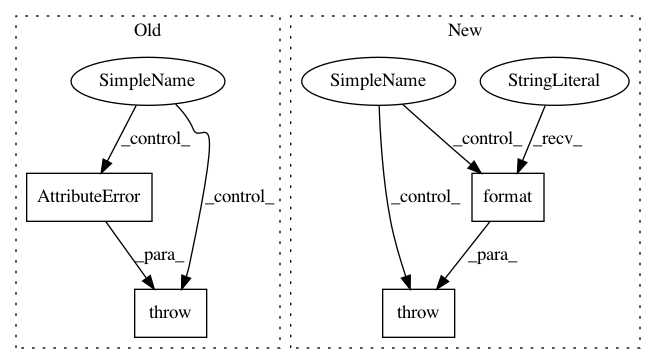 Old
New
SimpleName
SimpleName
StringLiteral
_control_
_control_
_recv_
AttributeError
_control_
_control_
format
_para_
_para_
throw
throw